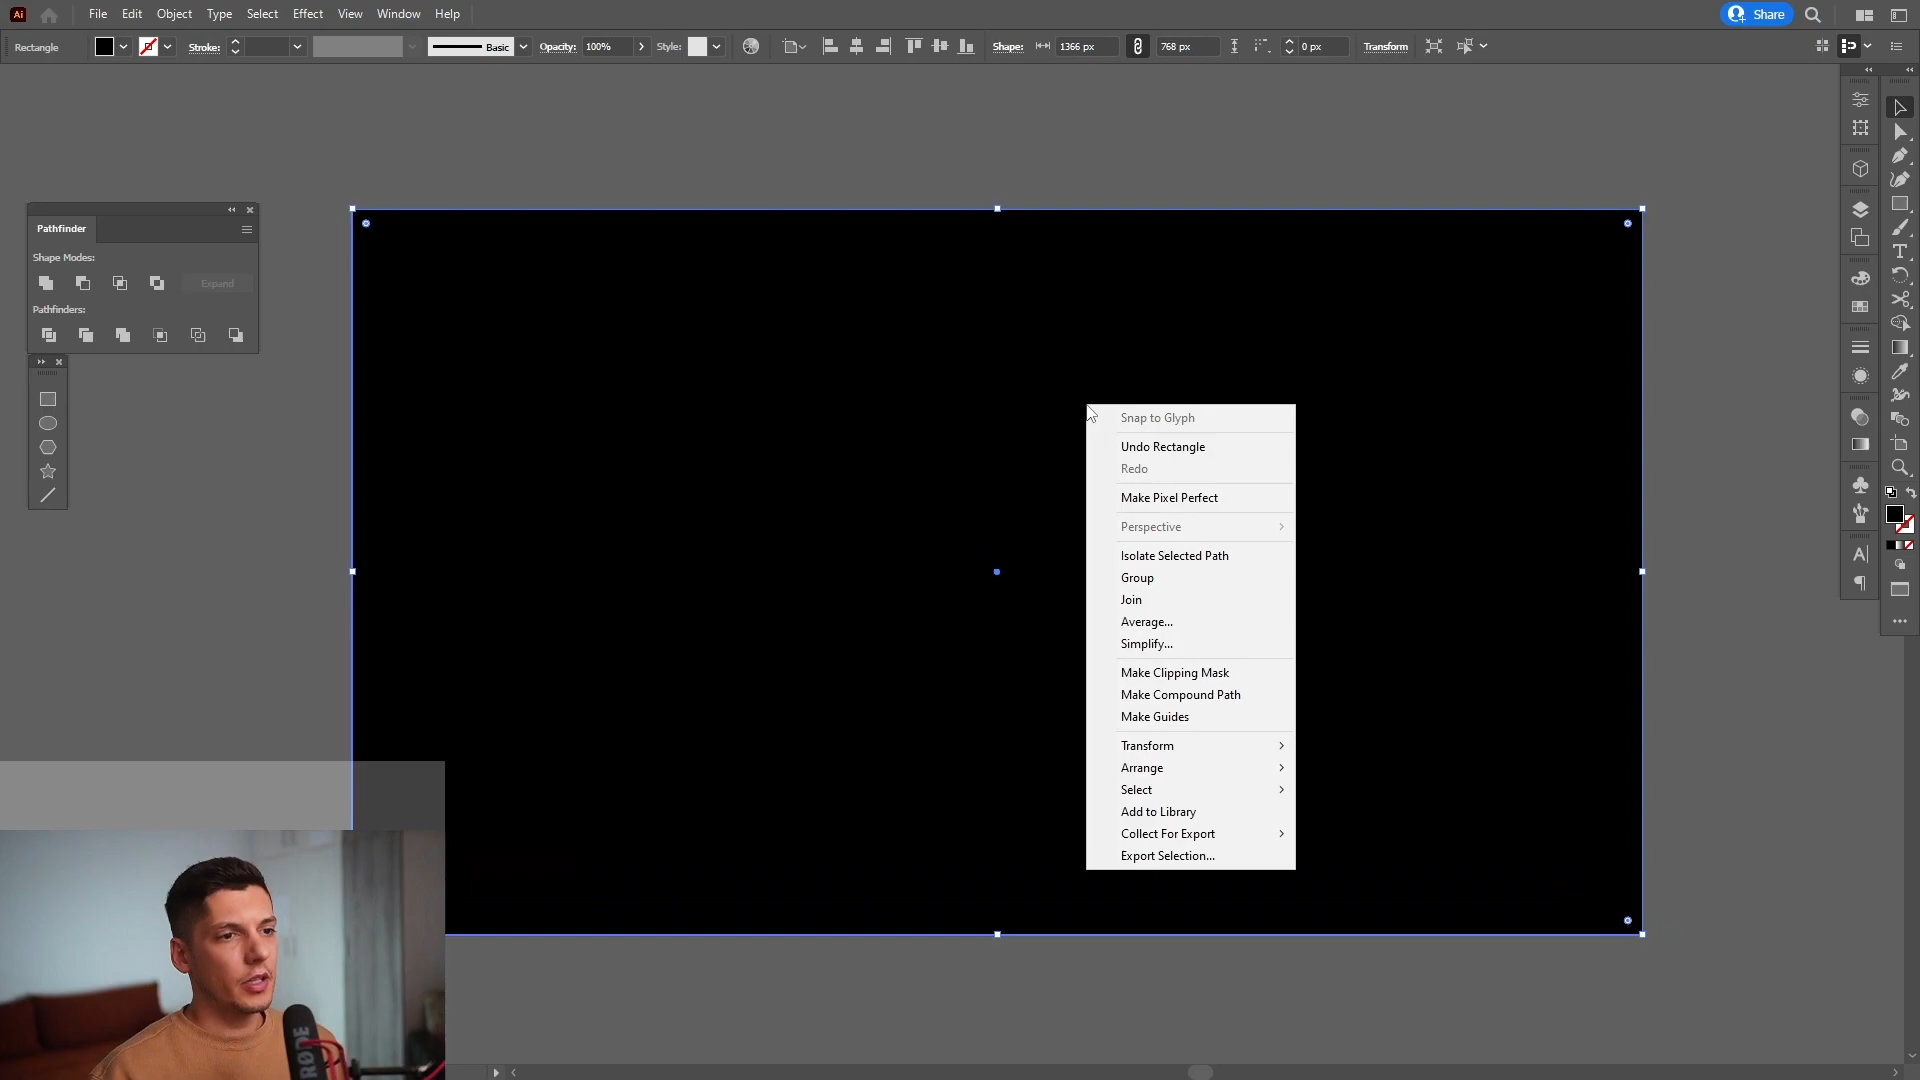 Ai File Edit Object Type Select Effect View Window Help Share
Rectangle Stroke: Basic Opacity: 100% Style: Shape: 1366 px 768 px 0 px Transform
Pathfinder
Shape Modes:
Expand
Pathfinders:
Snap to Glyph
Undo Rectangle
Redo
Make Pixel Perfect
Perspective
Isolate Selected Path
Group
Join
Average...
Simplify...
Make Clipping Mask
Make Compound Path
Make Guides
Transform
Arrange
Select
Add to Library
Collect For Export
Export Selection...
RØDE